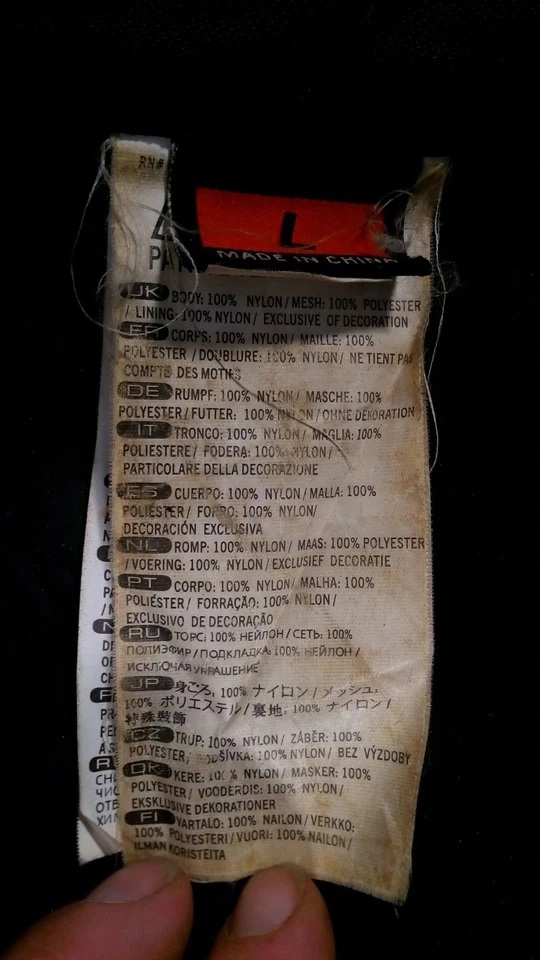 RN#
L
MADE IN CHINA
UK BODY: 100% NYLON / MESH: 100% POLYESTER
/ LINING: 100% NYLON / EXCLUSIVE OF DECORATION
FR CORPS: 100% NYLON / MAILLE: 100%
POLYESTER / DOUBLURE: 100% NYLON / NE TIENT PAS
COMPTE DES MOTIFS
DE RUMPF: 100% NYLON / MASCHE: 100%
POLYESTER / FUTTER: 100% NYLON / OHNE DEKORATION
IT TRONCO: 100% NYLON / MAGLIA: 100%
POLIESTERE / FODERA: 100% NYLON /
PARTICOLARE DELLA DECORAZIONE
ES CUERPO: 100% NYLON / MALLA: 100%
POLIÉSTER / FORRO: 100% NYLON/
DECORACIÓN EXCLUSIVA
NL ROMP: 100% NYLON / MAAS: 100% POLYESTER
/ VOERING: 100% NYLON / EXCLUSIEF DECORATIE
PT CORPO: 100% NYLON / MALHA: 100%
POLIÉSTER / FORRAÇÃO: 100% NYLON /
EXCLUSIVO DE DECORAÇÃO
RU ТОРС: 100% НЕЙЛОН / СЕТЬ: 100%
ПОЛИЭФИР / ПОДКЛАДКА: 100% НЕЙЛОН /
ИСКЛЮЧАЯ УКРАШЕНИЕ
JP 身ごろ, 100% ナイロン / メッシュ,
100% ポリエステル / 裏地, 100% ナイロン /
特殊裝飾
CZ TRUP: 100% NYLON / ZÁBĚR: 100%
POLYESTER, PODŠÍVKA: 100% NYLON / BEZ VÝZDOBY
DK KERE: 100% NYLON / MASKER: 100%
POLYESTER / VOODERDIS: 100% NYLON /
EKSKLUSIVE DEKORATIONER
FI VARTALO: 100% NAILON / VERKKO:
100% POLYESTERI / VUORI: 100% NAILON /
ILMAN KORISTEITA